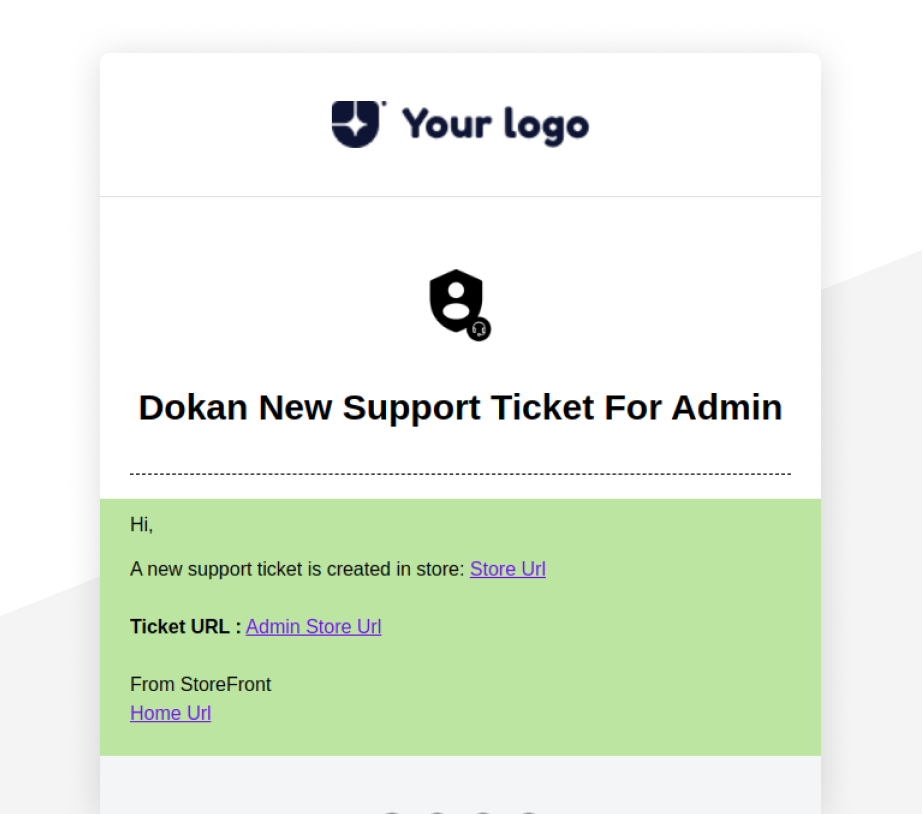 Your logo
Dokan New Support Ticket For Admin
Hi,
A new support ticket is created in store: Store Url
Ticket URL : Admin Store Url
From StoreFront
Home Url